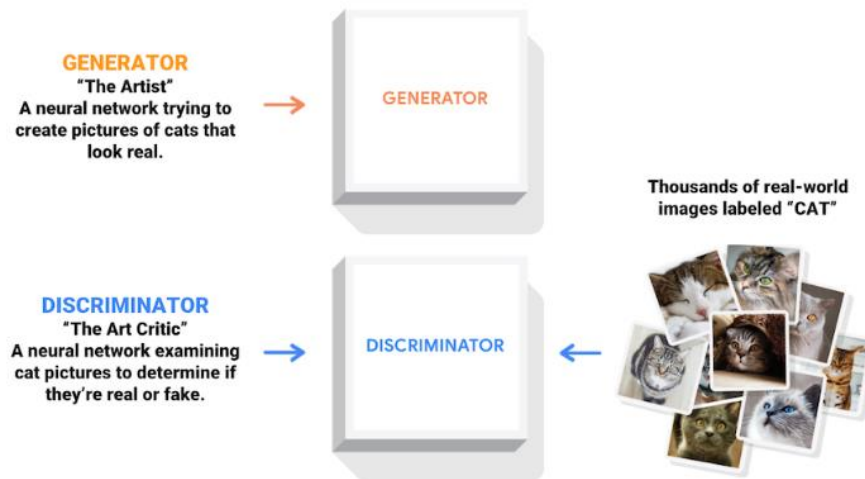 GENERATOR
“The Artist”
A neural network trying to
create pictures of cats that
look real.
GENERATOR
Thousands of real-world
images labeled “CAT”
DISCRIMINATOR
“The Art Critic”
A neural network examining
cat pictures to determine if
they’re real or fake.
DISCRIMINATOR